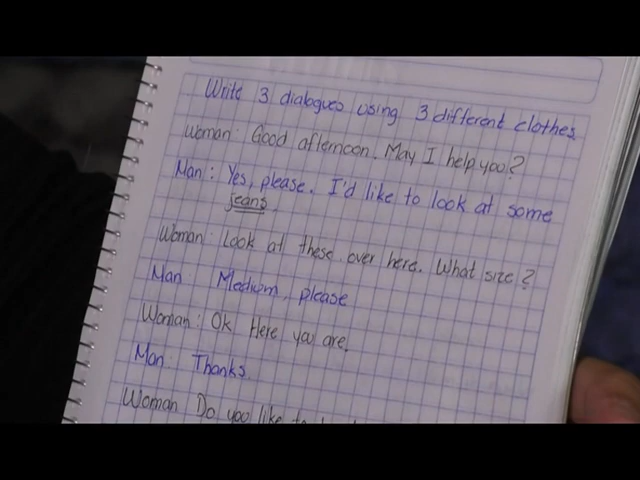 Write 3 dialogues using 3 different clothes
Woman: Good afternoon. May I help you?
Man: Yes, please. I'd like to look at some
jeans.
Woman: Look at these over here. What size?
Man Medium, please
Woman: Ok Here you are.
Man: Thanks.
Woman Do you like to